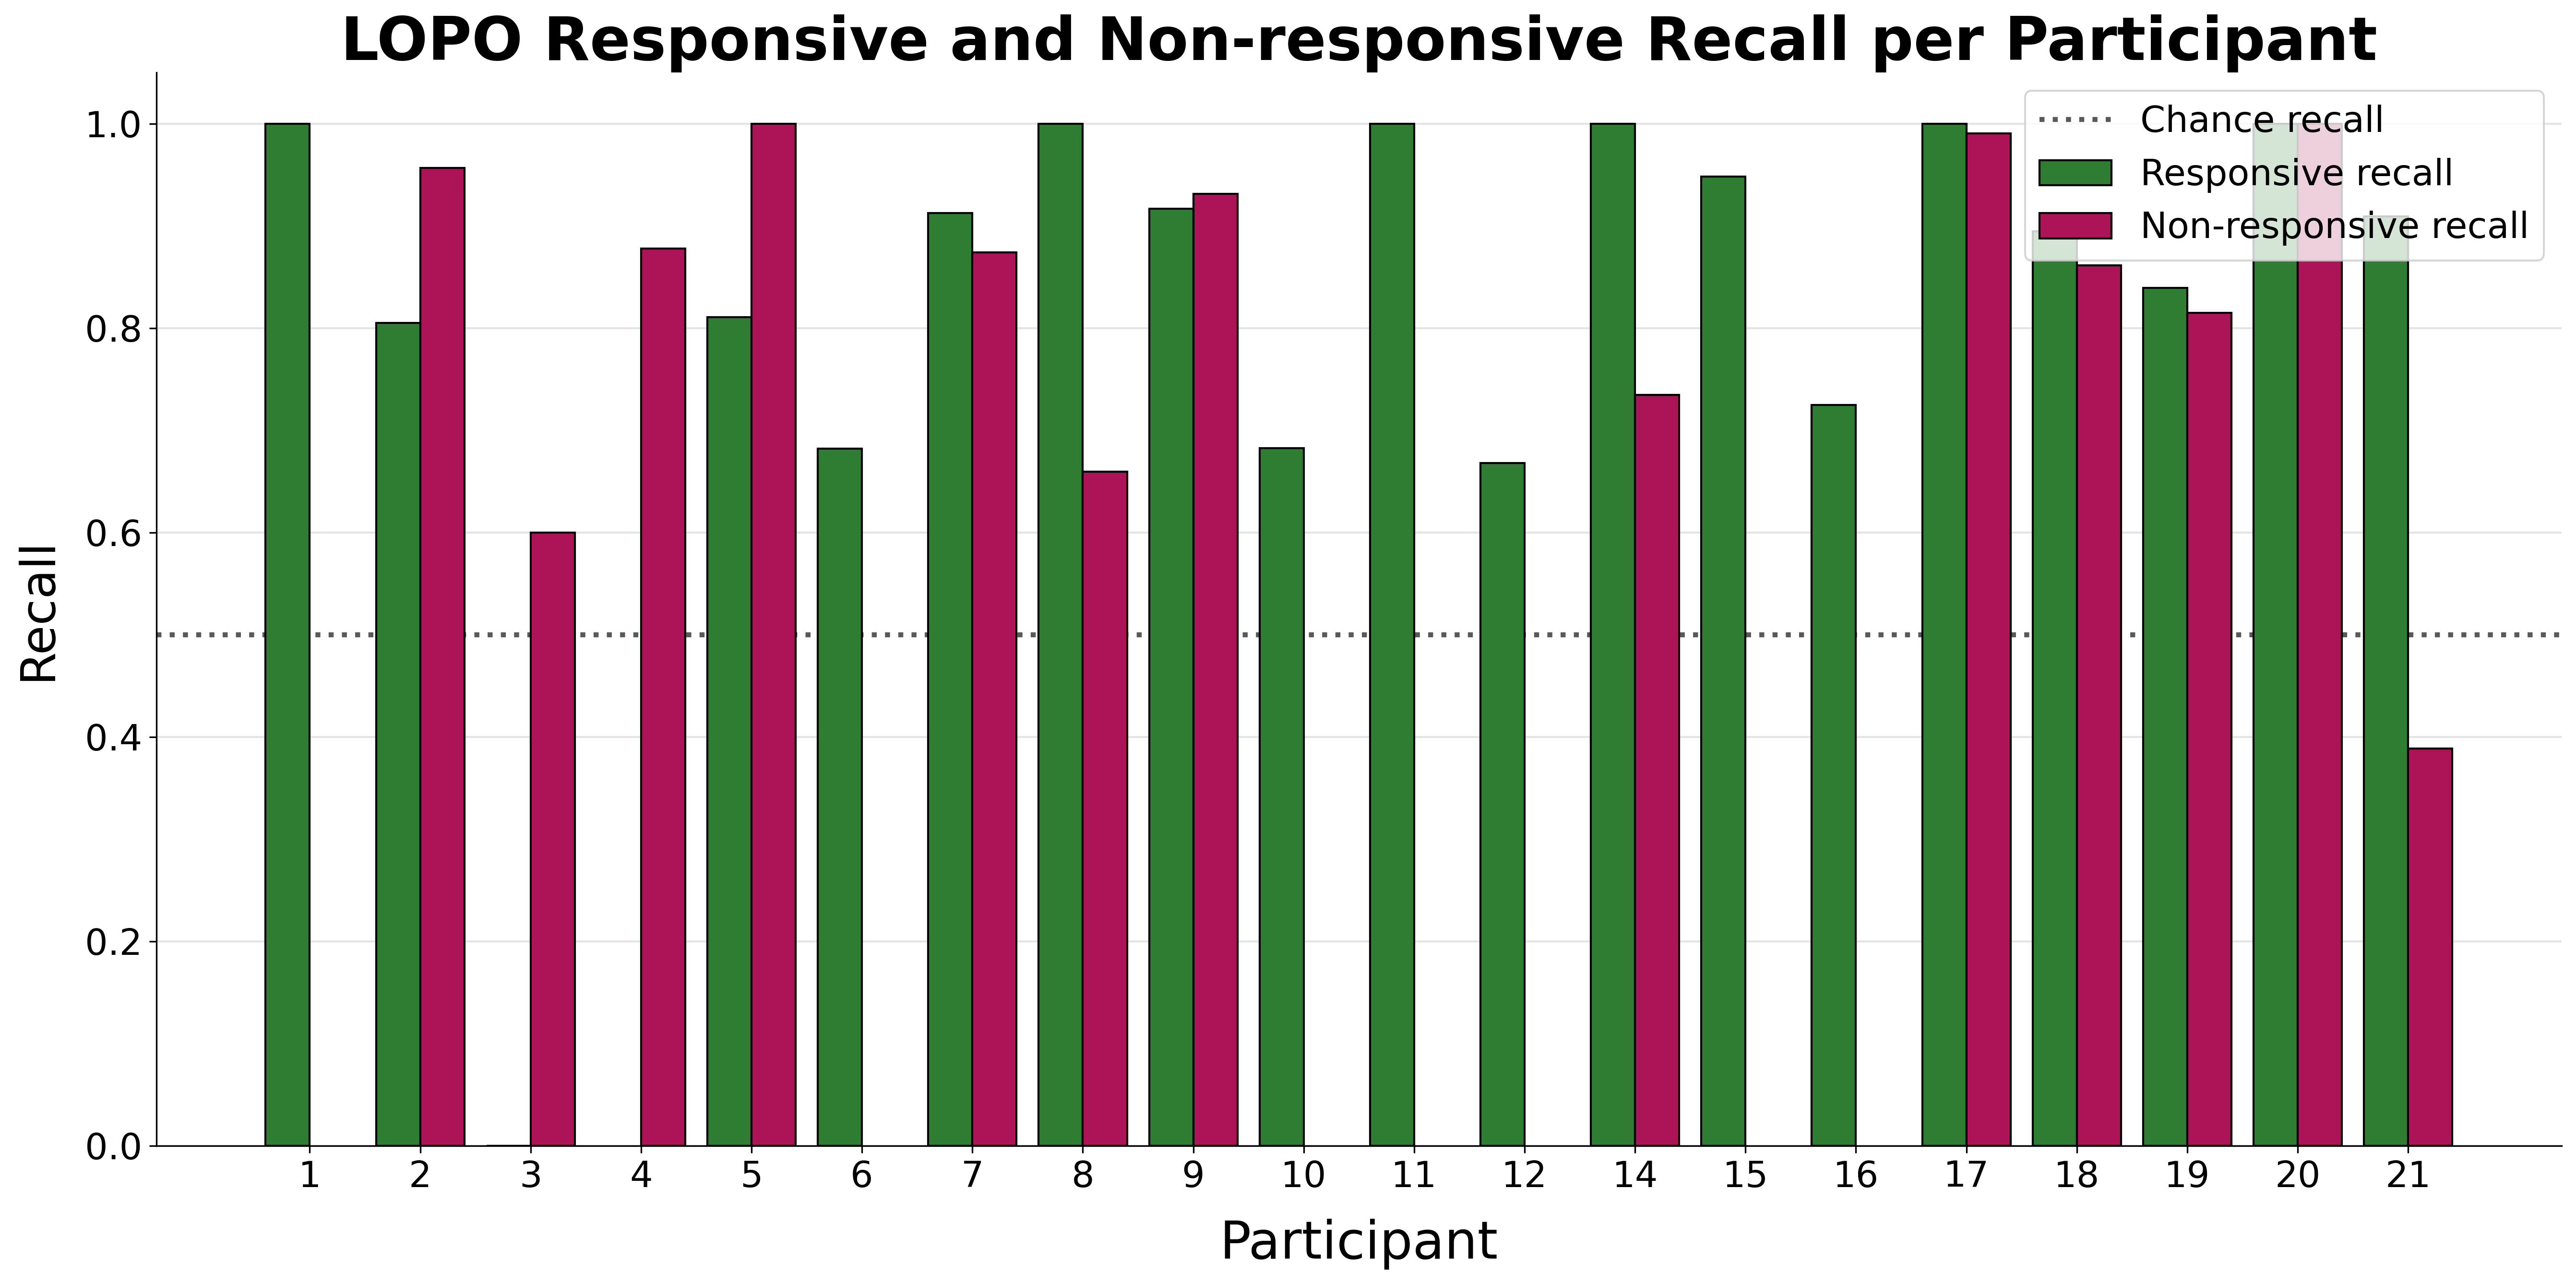 LOPO Responsive and Non-responsive Recall per Participant
Chance recall
Responsive recall
Non-responsive recall
1.0
0.8
0.6
0.4
0.2
0.0
Recall
1 2 3 4 5 6 7 8 9 10 11 12 14 15 16 17 18 19 20 21
Participant